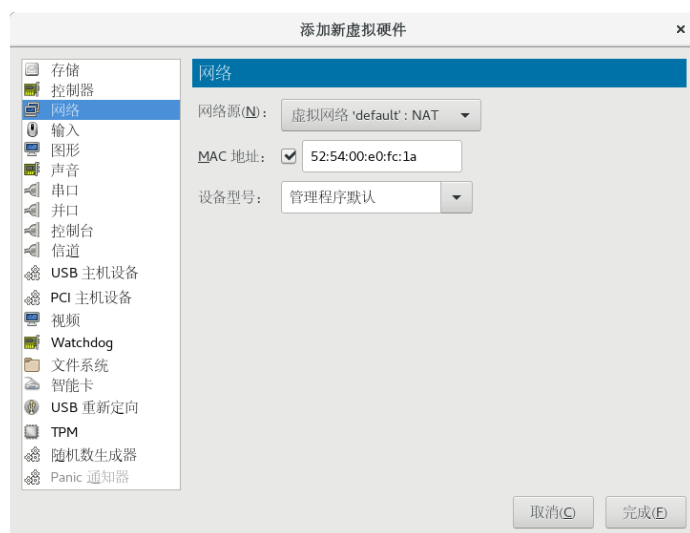 添加新虚拟硬件
存储
控制器
网络
输入
图形
声音
串口
并口
控制台
信道
USB 主机设备
PCI 主机设备
视频
Watchdog
文件系统
智能卡
USB 重新定向
TPM
随机数生成器
Panic 通知器
网络
网络源(N)： 虚拟网络 'default' : NAT
MAC 地址： 52:54:00:e0:fc:1a
设备型号： 管理程序默认
取消(C) 完成(F)